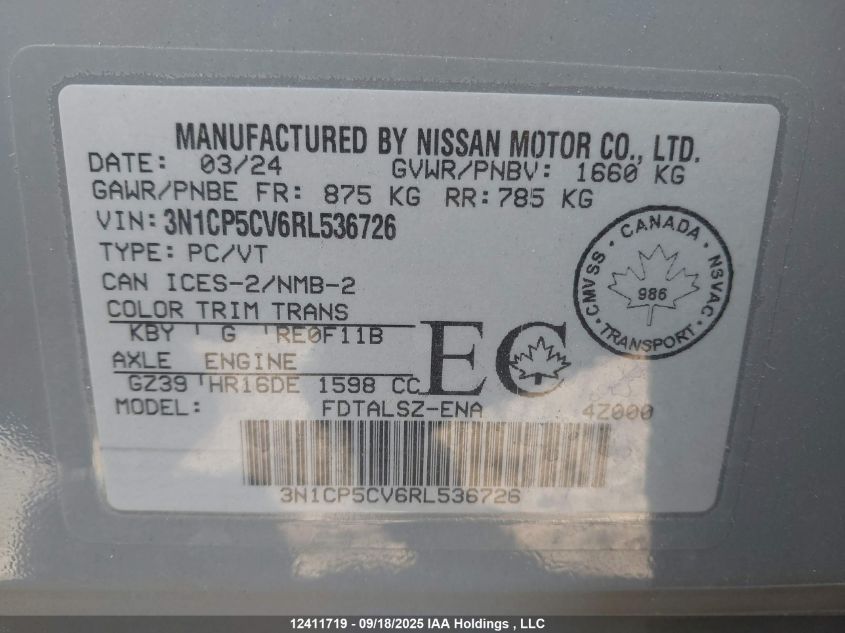 MANUFACTURED BY NISSAN MOTOR CO., LTD.
DATE: 03/24 GVWR/PNBV: 1660 KG
GAWR/PNBE FR: 875 KG RR: 785 KG
VIN: 3N1CP5CV6RL536726
TYPE: PC/VT
CAN ICES-2/NMB-2
COLOR TRIM TRANS
KBY G RE0F11B
AXLE ENGINE
GZ39 HR16DE 1598 CC
MODEL: FDTALSZ-ENA 4Z000
EC
CANADA
CMVSS 986 NSVAC
TRANSPORT
3N1CP5CV6RL536726
12411719 - 09/18/2025 IAA Holdings , LLC